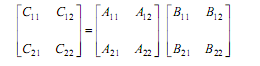 [C₁₁ C₁₂] = [A₁₁ A₁₂] [B₁₁ B₁₂]
[C₂₁ C₂₂] [A₂₁ A₂₂] [B₂₁ B₂₂]